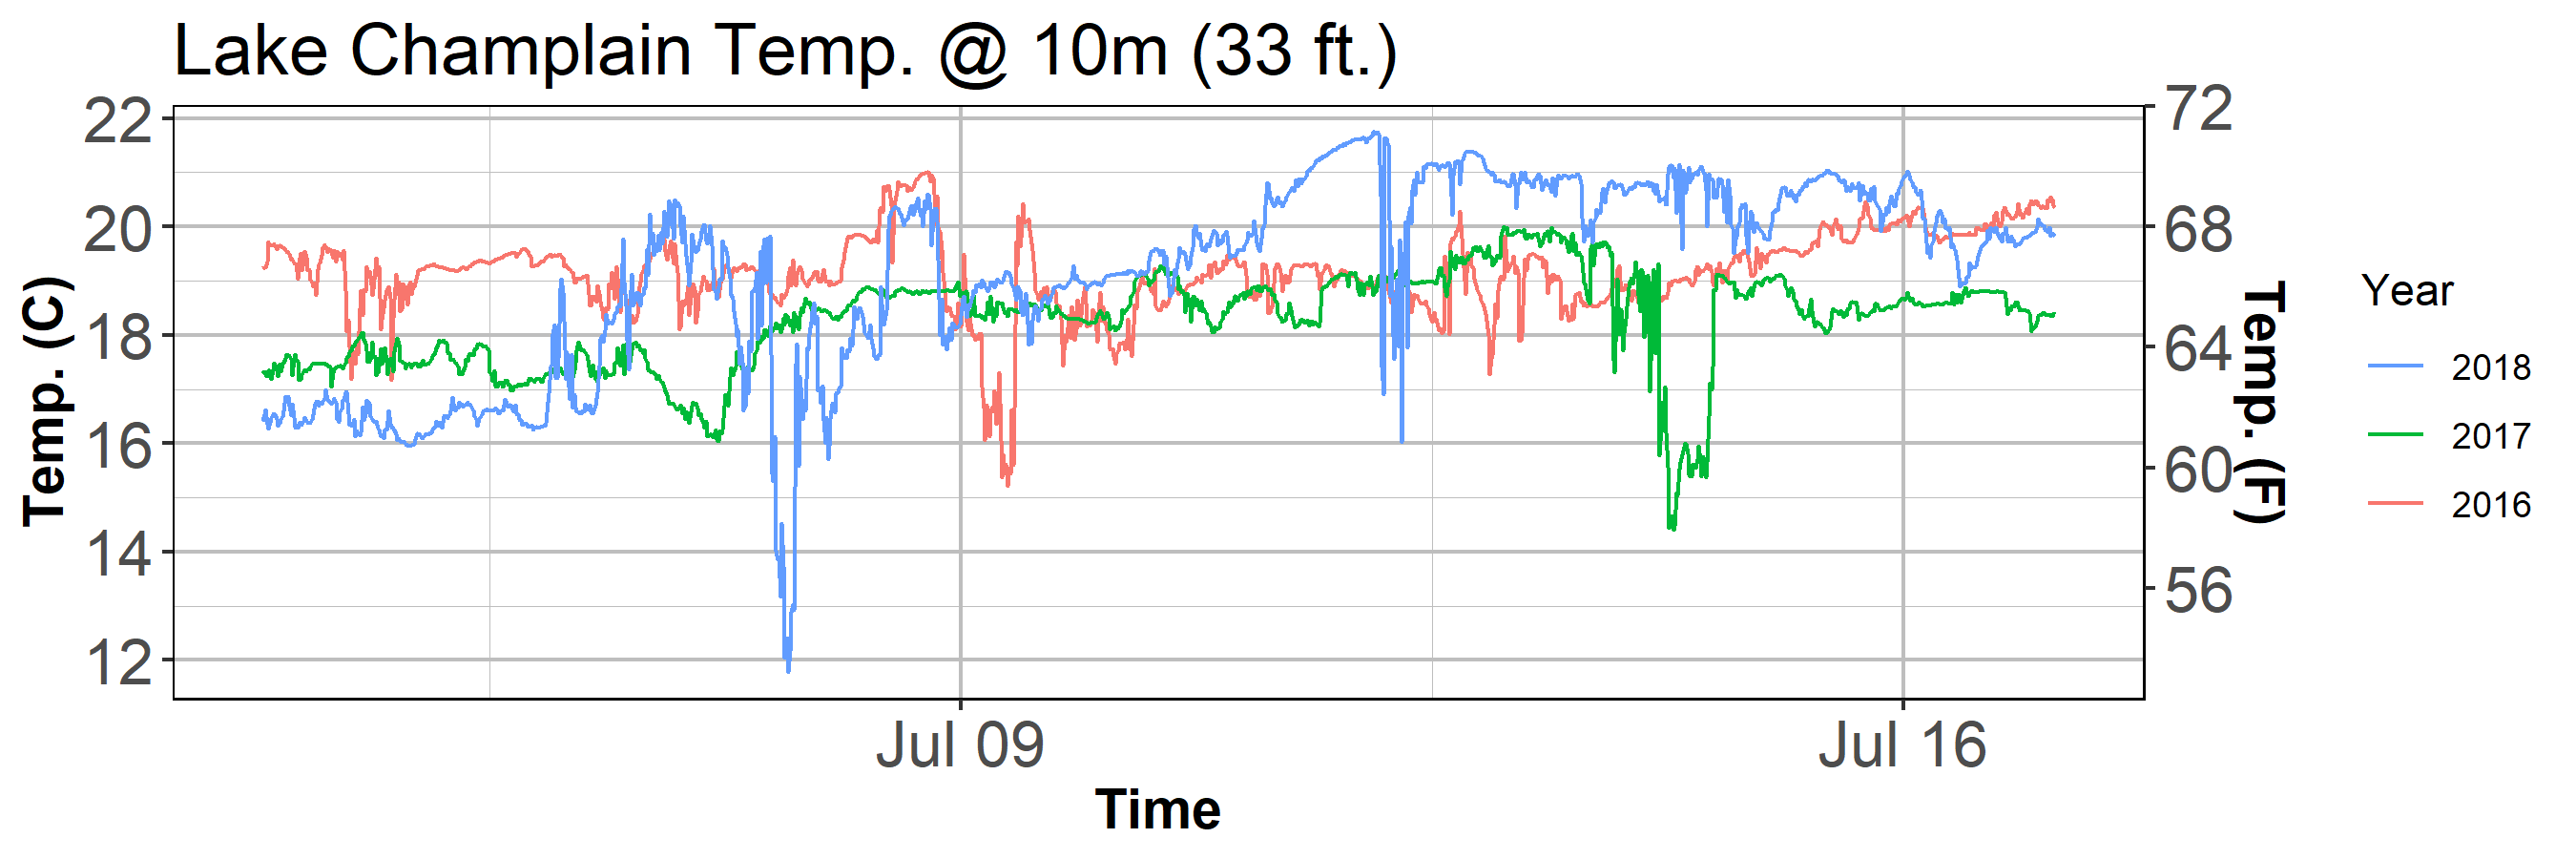 Lake Champlain Temp. @ 10m (33 ft.)
22
20
18
16
14
12
Temp. (C)
72
68
64
60
56
Temp. (F)
Jul 09
Jul 16
Time
Year
2018
2017
2016